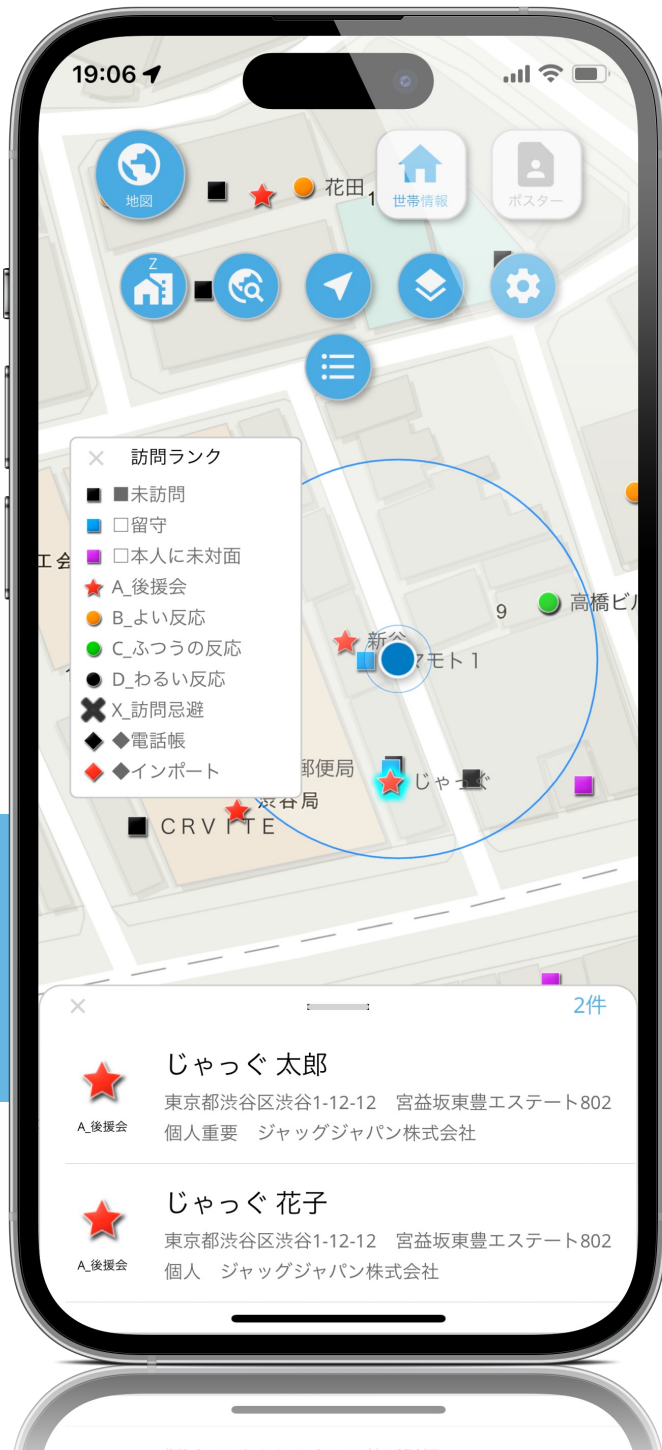 19:06
地図
花田
1
世帯情報
ポスター
Z
訪問ランク
■未訪問
□留守
□本人に未対面
A_後援会
B_よい反応
C_ふつうの反応
D_わるい反応
X_訪問忌避
◆電話帳
◆インポート
工会
9
高橋ビル
新谷
マモト1
郵便局
じゃっぐ
渋谷局
CRVITE
2件
じゃっぐ 太郎
東京都渋谷区渋谷1-12-12 宮益坂東豊エステート802
個人重要 ジャッグジャパン株式会社
A_後援会
じゃっぐ 花子
東京都渋谷区渋谷1-12-12 宮益坂東豊エステート802
個人 ジャッグジャパン株式会社
A_後援会